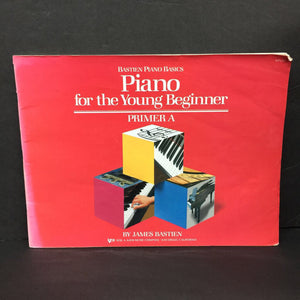 BASTIEN PIANO BASICS
Piano
for the Young Beginner
PRIMER A
BY JAMES BASTIEN